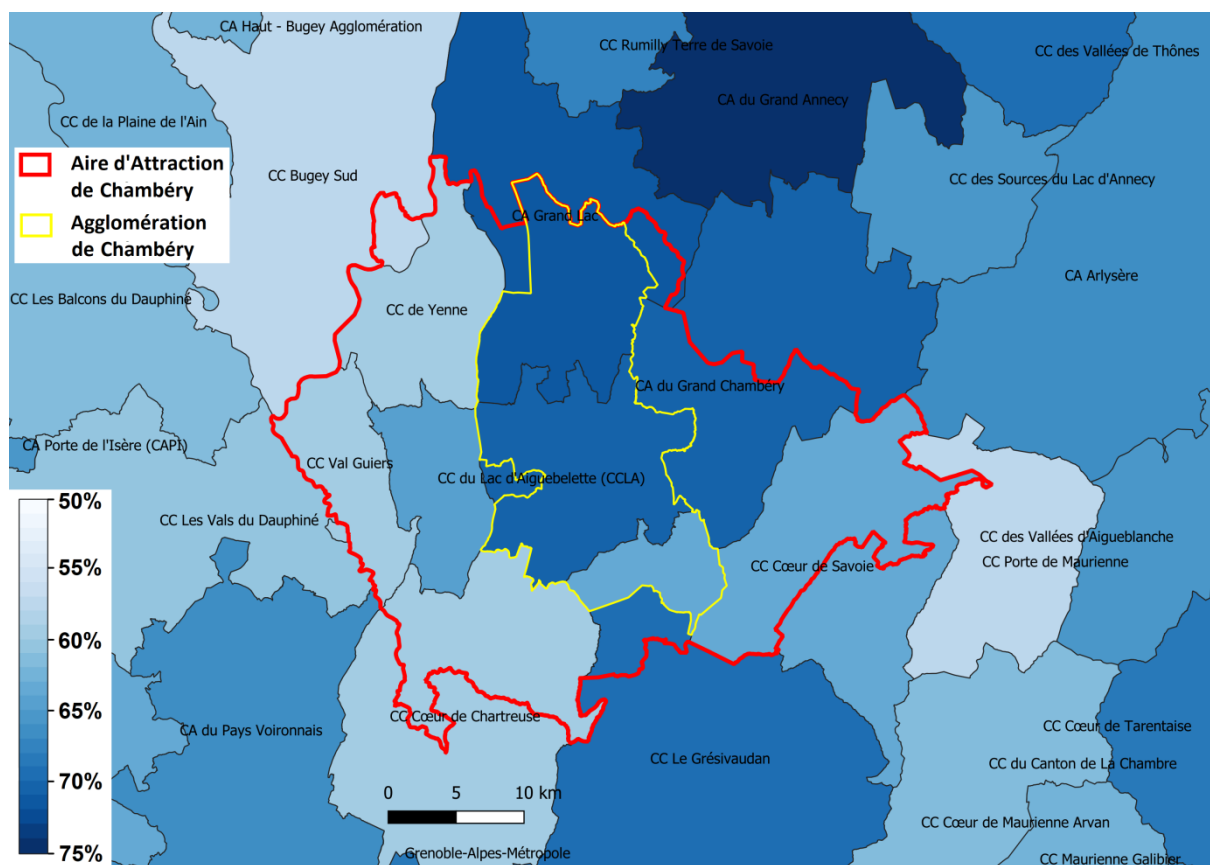 CA Haut - Bugey Agglomération
CC Rumilly Terre de Savoie
CC des Vallées de Thônes
CA du Grand Annecy
CC de la Plaine de l'Ain
Aire d'Attraction
de Chambéry
Agglomération
de Chambéry
CC Bugey Sud
CC des Sources du Lac d'Annecy
CA Grand Lac
CA Arlysère
CC Les Balcons du Dauphiné
CC de Yenne
CA du Grand Chambéry
CA Porte de l'Isère (CAPI)
CC Val Guiers
CC du Lac d'Aiguebelette (CCLA)
CC Les Vals du Dauphiné
CC des Vallées d'Aigueblanche
CC Porte de Maurienne
CC Cœur de Savoie
50%
55%
60%
65%
70%
75%
CC Cœur de Chartreuse
CA du Pays Voironnais
CC Cœur de Tarentaise
CC Le Grésivaudan
CC du Canton de La Chambre
0 5 10 km
CC Cœur de Maurienne Arvan
Grenoble-Alpes-Métropole
CC Maurienne Galibier